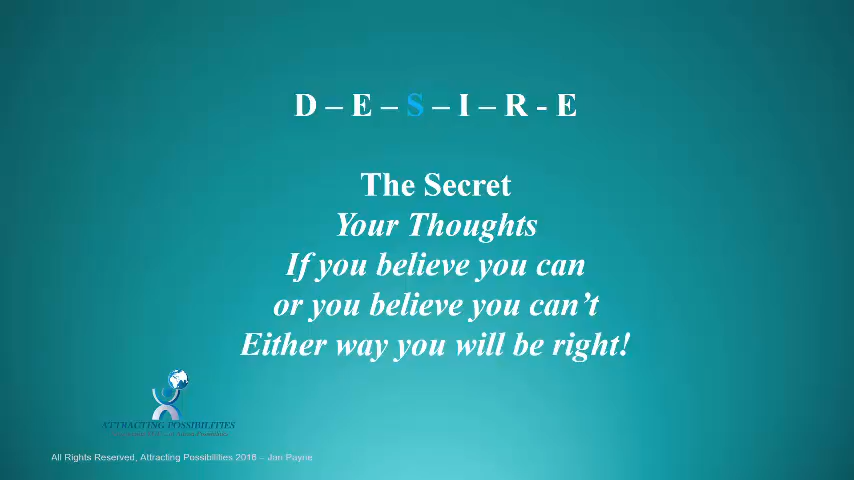 D – E – S – I – R - E
The Secret
Your Thoughts
If you believe you can
or you believe you can’t
Either way you will be right!
ATTRACTING POSSIBILITIES
All Rights Reserved, Attracting Possibilities 2018 – Jon Payne